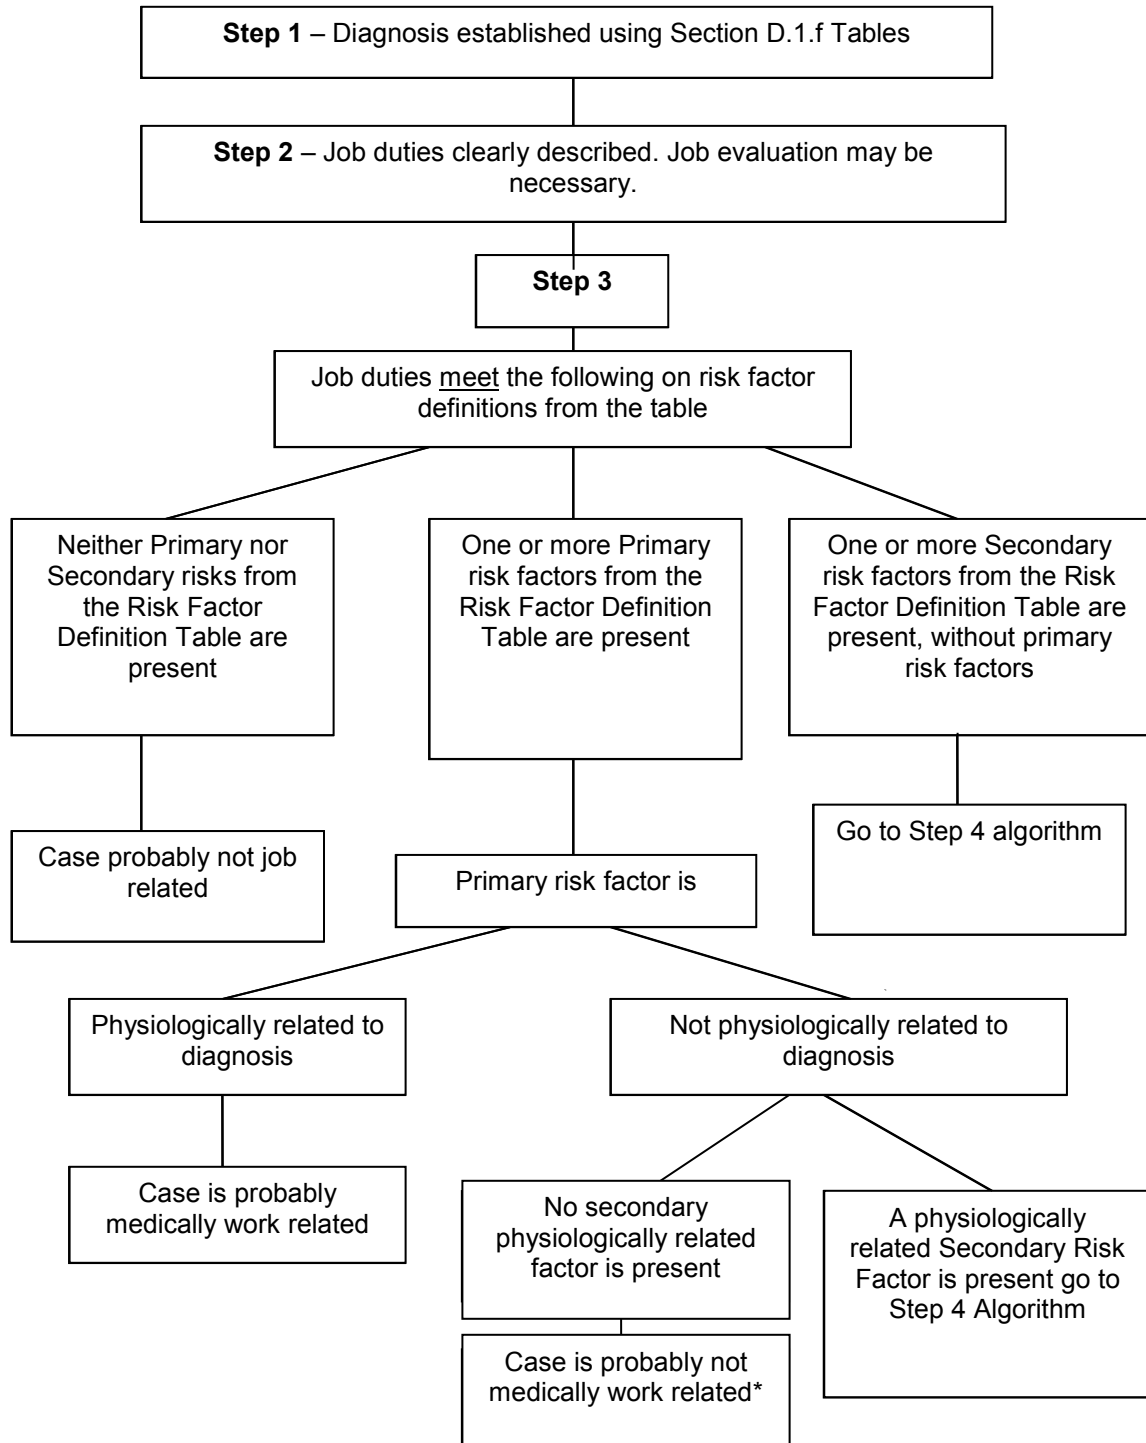 Step 1 – Diagnosis established using Section D.1.f Tables
Step 2 – Job duties clearly described. Job evaluation may be
necessary.
Step 3
Job duties meet the following on risk factor
definitions from the table
Neither Primary nor
Secondary risks from
the Risk Factor
Definition Table are
present
One or more Primary
risk factors from the
Risk Factor Definition
Table are present
One or more Secondary
risk factors from the Risk
Factor Definition Table are
present, without primary
risk factors
Case probably not job
related
Go to Step 4 algorithm
Primary risk factor is
Physiologically related to
diagnosis
Not physiologically related to
diagnosis
Case is probably
medically work related
No secondary
physiologically related
factor is present
A physiologically
related Secondary Risk
Factor is present go to
Step 4 Algorithm
Case is probably not
medically work related*